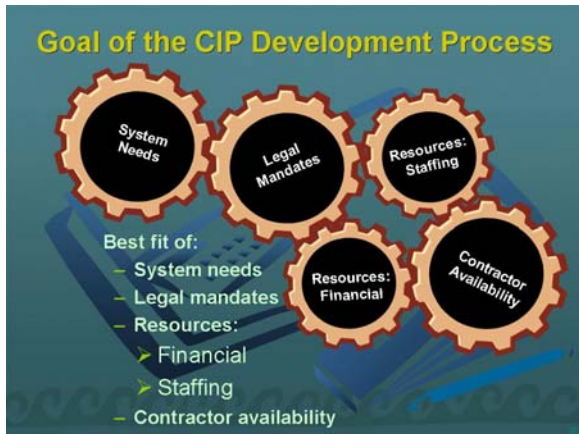 Goal of the CIP Development Process
System
Needs
Legal
Mandates
Resources:
Staffing
Resources:
Financial
Contractor
Availability
Best fit of:
– System needs
– Legal mandates
– Resources:
➢ Financial
➢ Staffing
– Contractor availability